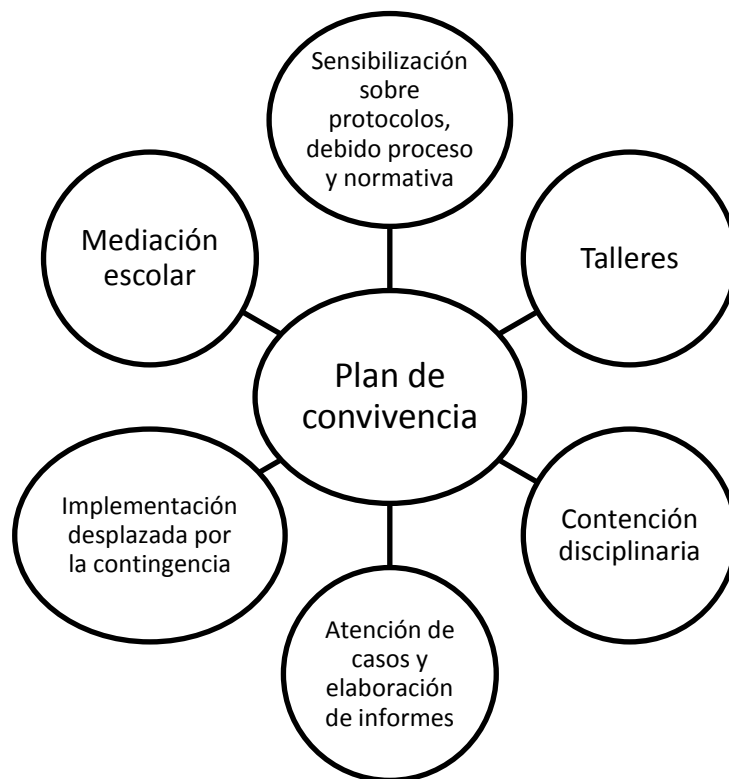 Sensibilización
sobre
protocolos,
debido proceso
y normativa
Mediación
escolar
Talleres
Plan de
convivencia
Implementación
desplazada por
la contingencia
Contención
disciplinaria
Atención de
casos y
elaboración
de informes